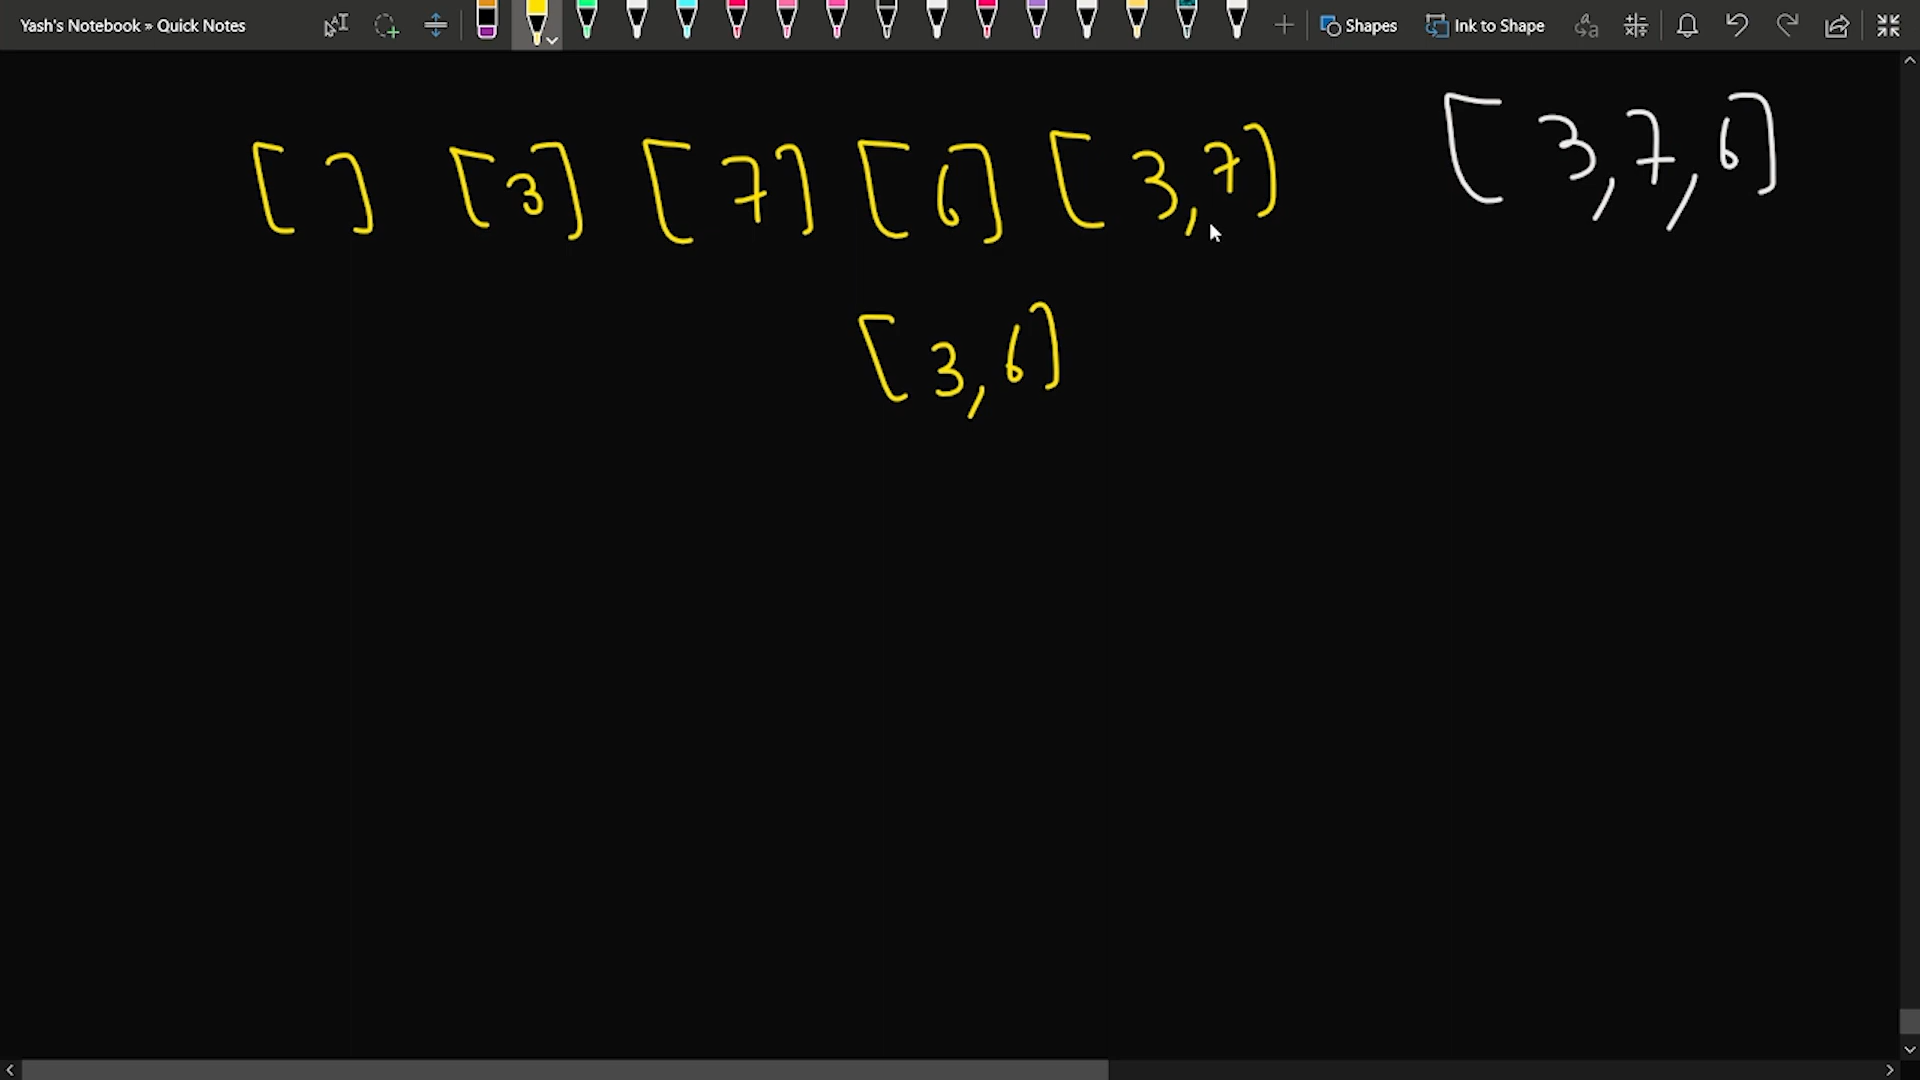 Yash's Notebook » Quick Notes Shapes Ink to Shape
[ ] [3] [7] [6] [3,7] [3,7,6]
[3,6]